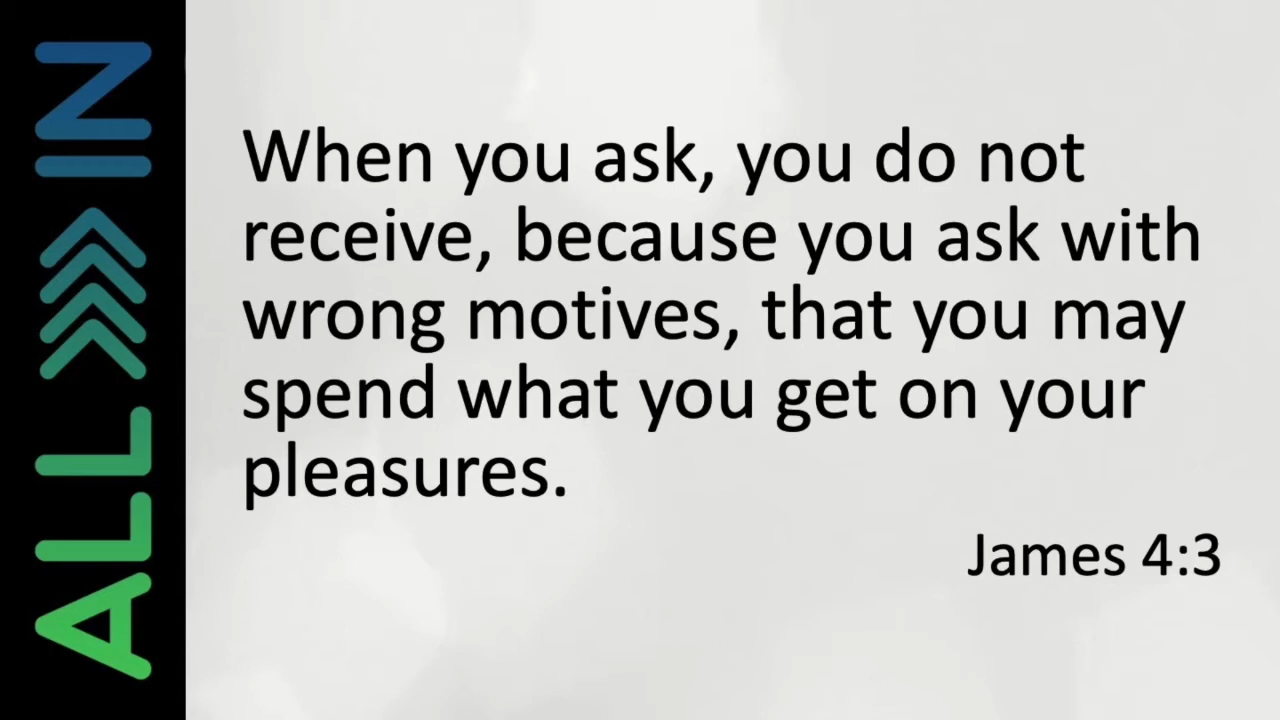 ALL IN
When you ask, you do not
receive, because you ask with
wrong motives, that you may
spend what you get on your
pleasures.
James 4:3